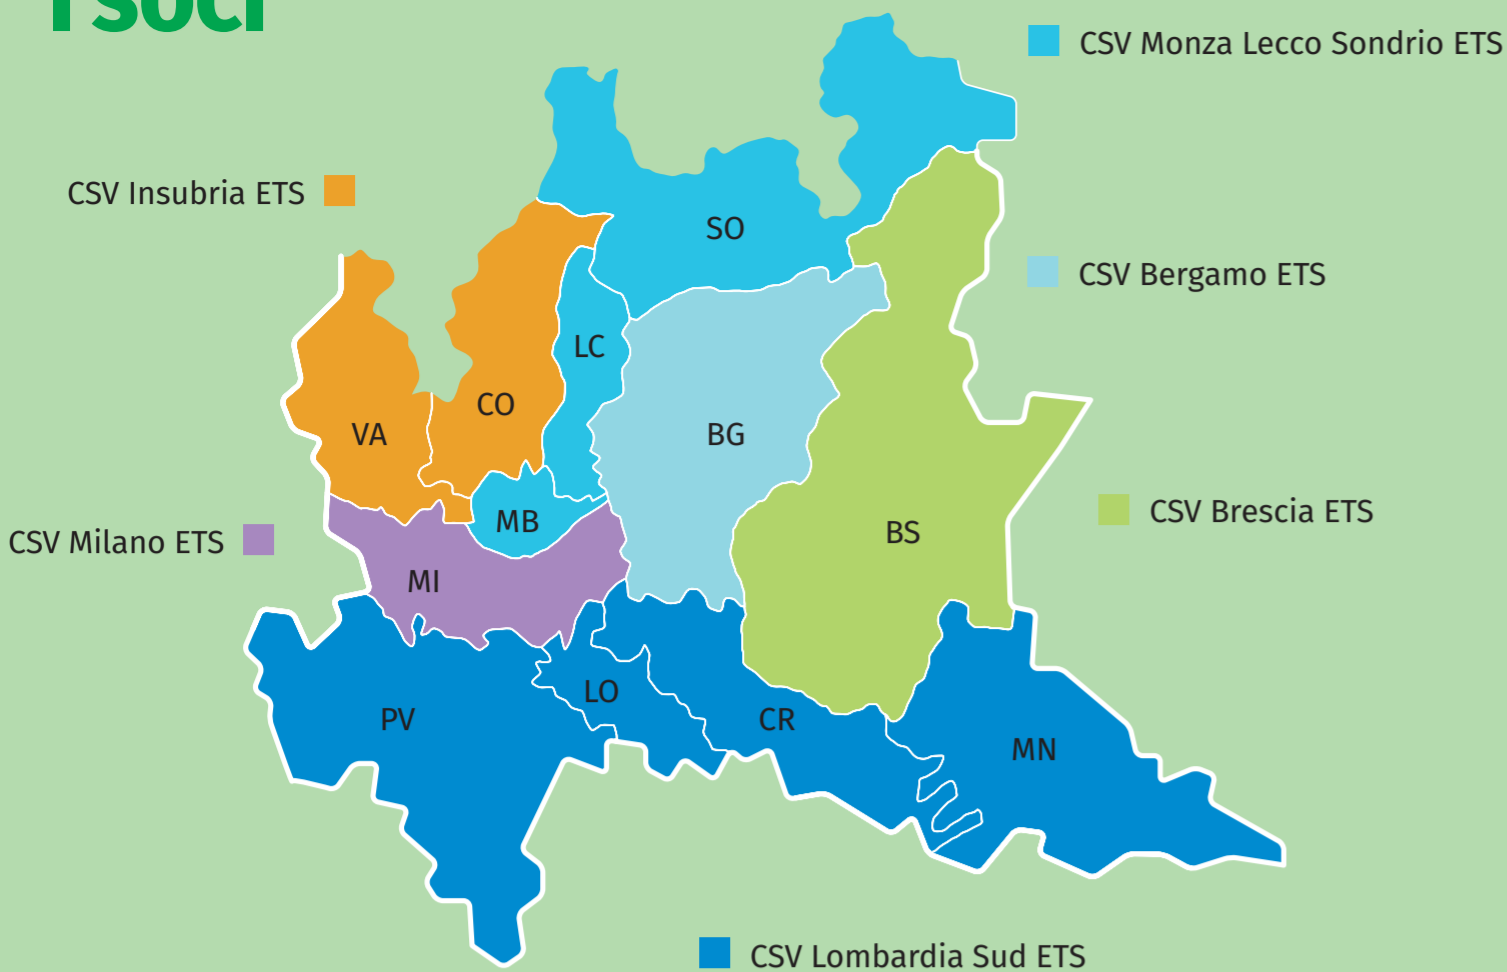 I soci
CSV Monza Lecco Sondrio ETS
CSV Insubria ETS
SO
CSV Bergamo ETS
LC
CO
VA
BG
CSV Brescia ETS
MB
BS
CSV Milano ETS
MI
LO
PV
CR
MN
CSV Lombardia Sud ETS